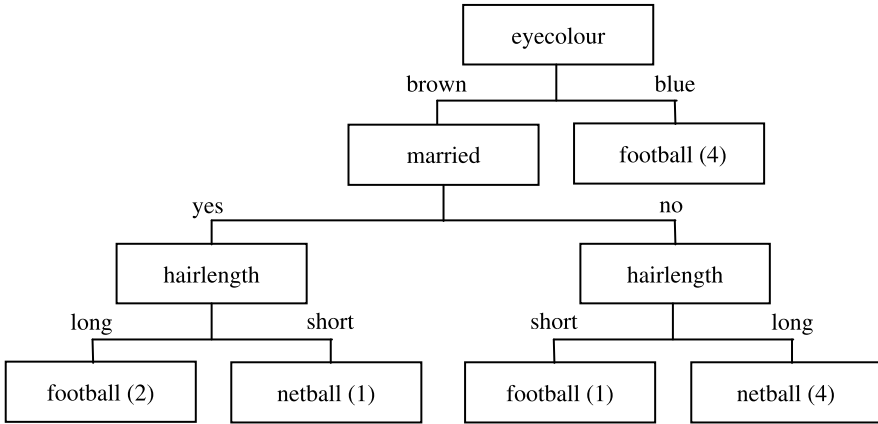 eyecolour
brown
blue
married
football (4)
yes
no
hairlength
hairlength
long
short
short
long
football (2)
netball (1)
football (1)
netball (4)